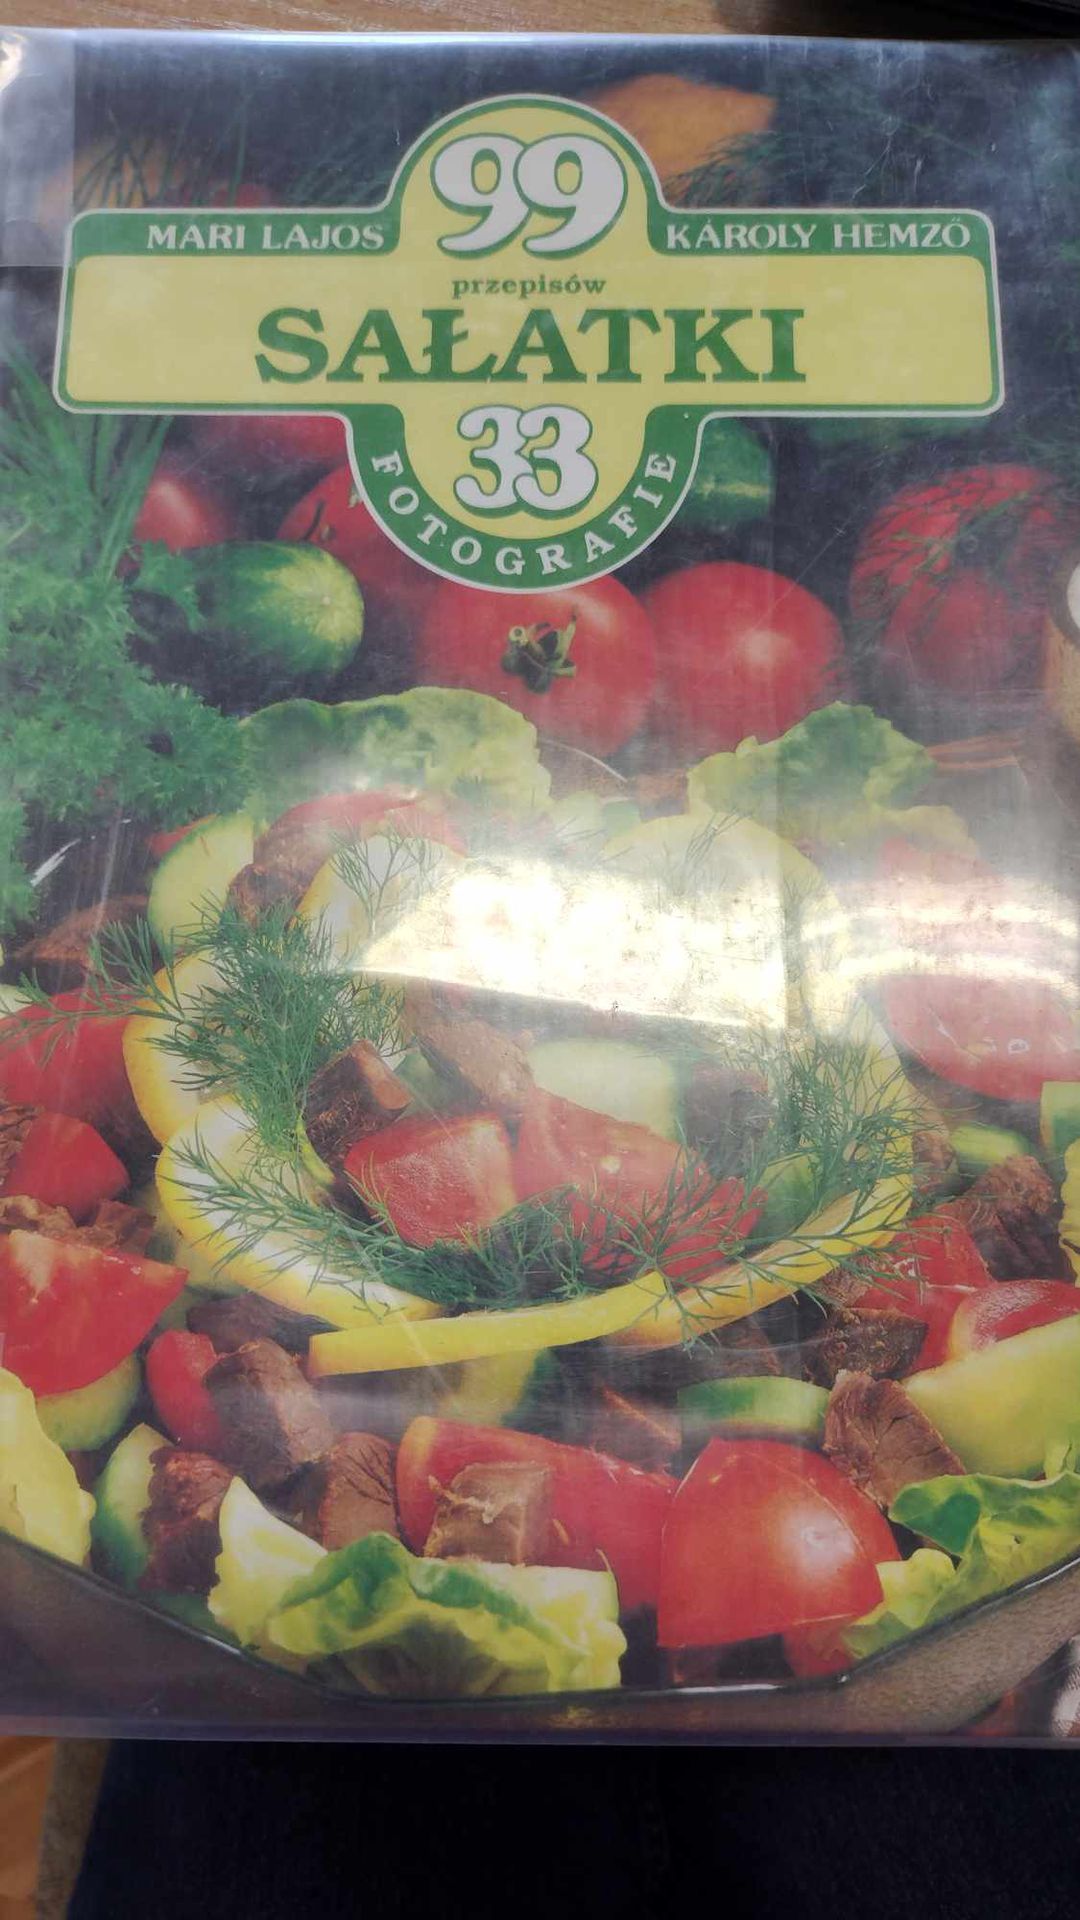 99
MARI LAJOS
KÁROLY HEMZŐ
przepisów
SAŁATKI
33
FOTOGRAFIE